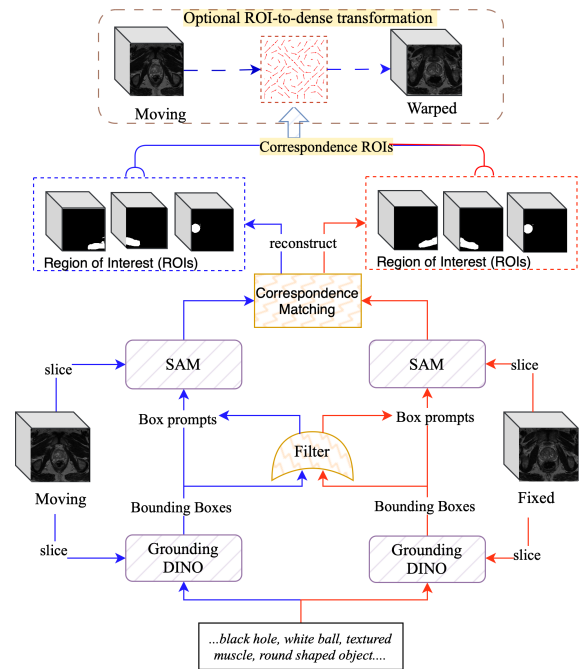 Optional ROI-to-dense transformation
Moving
Warped
Correspondence ROIs
Region of Interest (ROIs)
reconstruct
Region of Interest (ROIs)
Correspondence
Matching
SAM
SAM
slice
slice
Box prompts
Box prompts
Filter
Moving
Fixed
Bounding Boxes
Bounding Boxes
slice
Grounding
DINO
Grounding
DINO
slice
...black hole, white ball, textured
muscle, round shaped object....